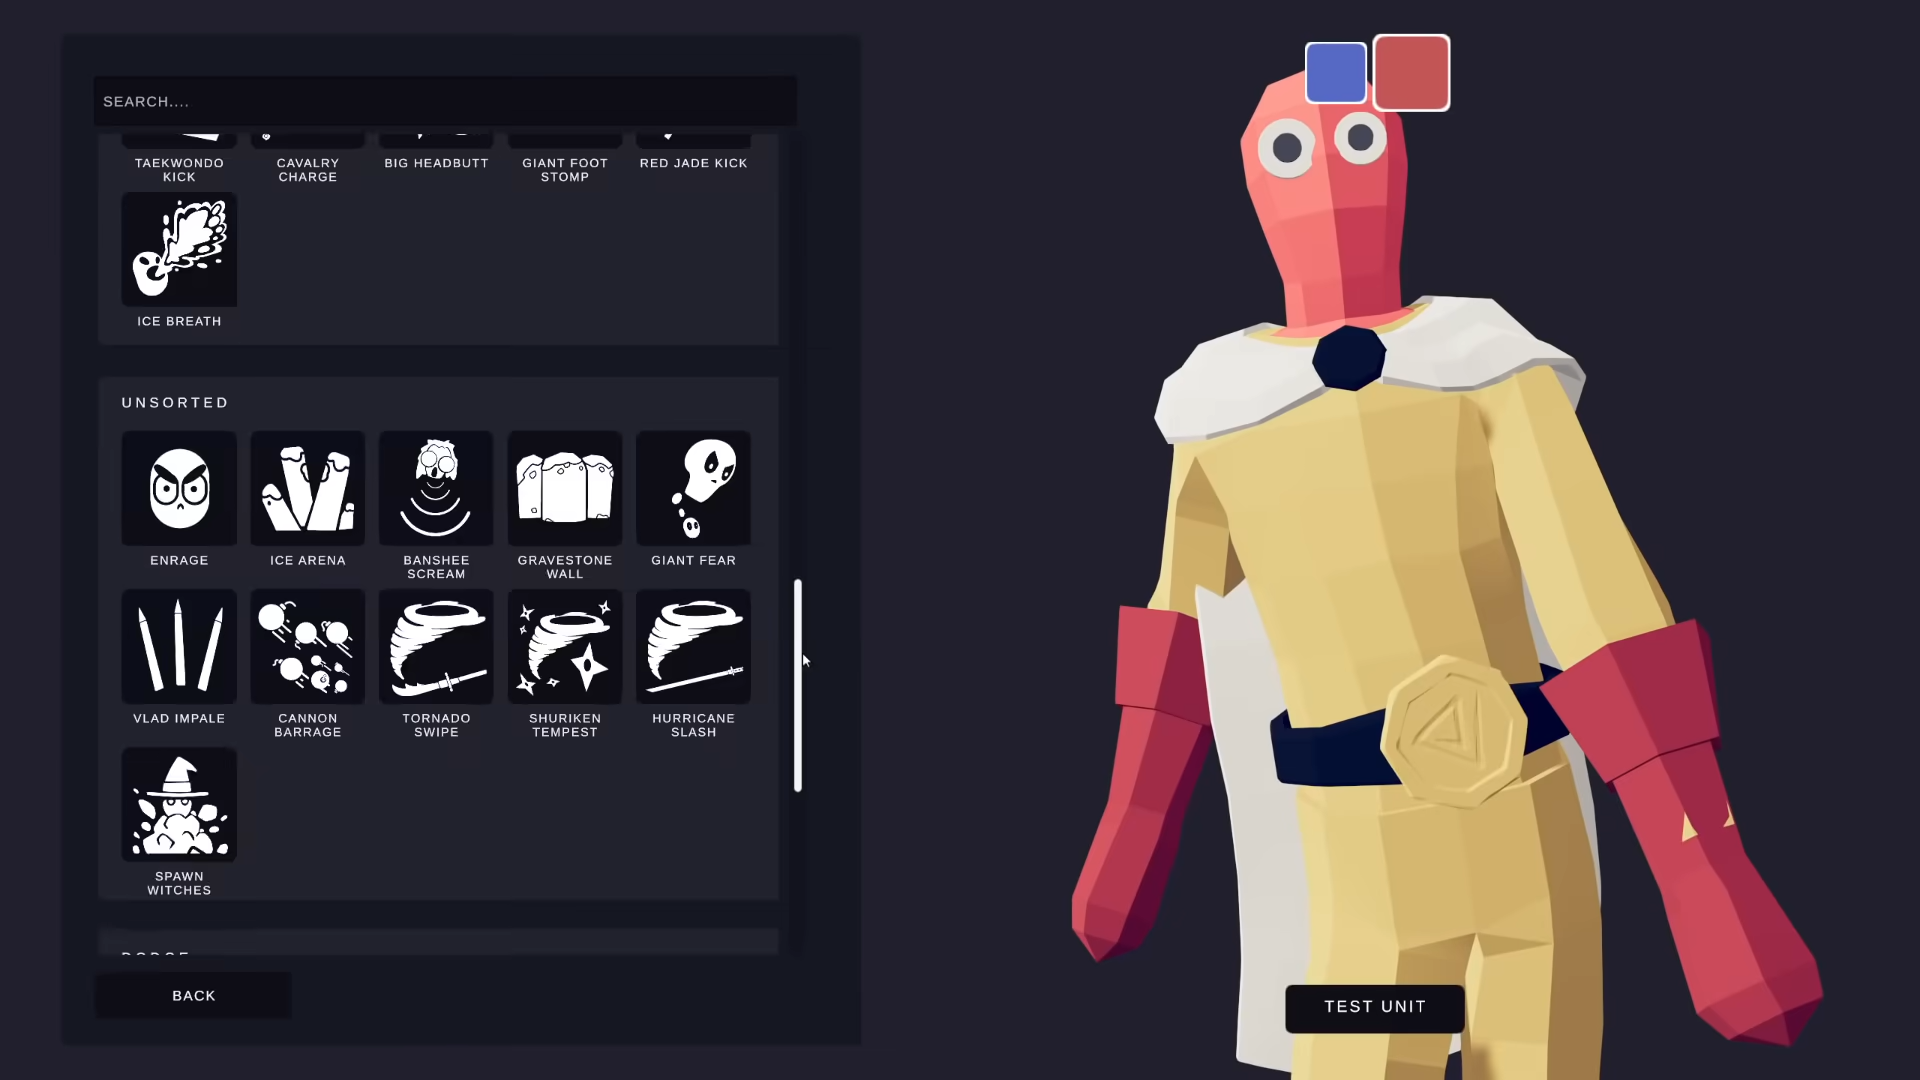 SEARCH....
TAEKWONDO
KICK
CAVALRY
CHARGE
BIG HEADBUTT
GIANT FOOT
STOMP
RED JADE KICK
ICE BREATH
UNSORTED
ENRAGE
ICE ARENA
BANSHEE
SCREAM
GRAVESTONE
WALL
GIANT FEAR
VLAD IMPALE
CANNON
BARRAGE
TORNADO
SWIPE
SHURIKEN
TEMPEST
HURRICANE
SLASH
SPAWN
WITCHES
DODGE
BACK
TEST UNIT